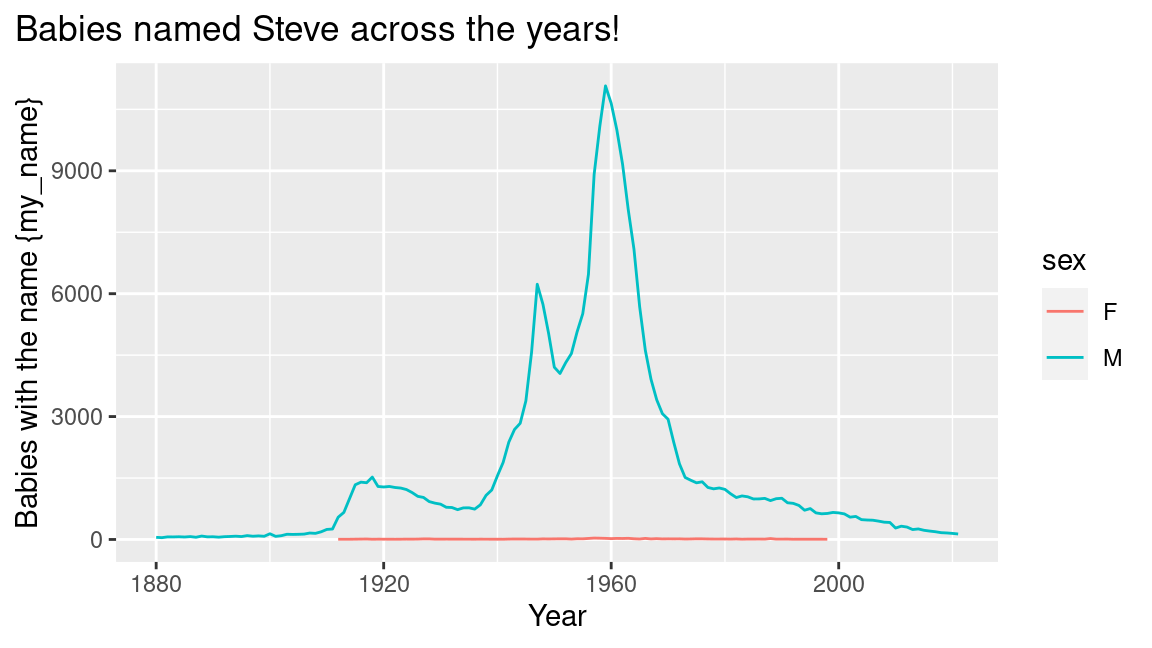 Babies named Steve across the years!
Babies with the name {my_name}
9000
6000
3000
0
1880
1920
1960
2000
Year
sex
F
M